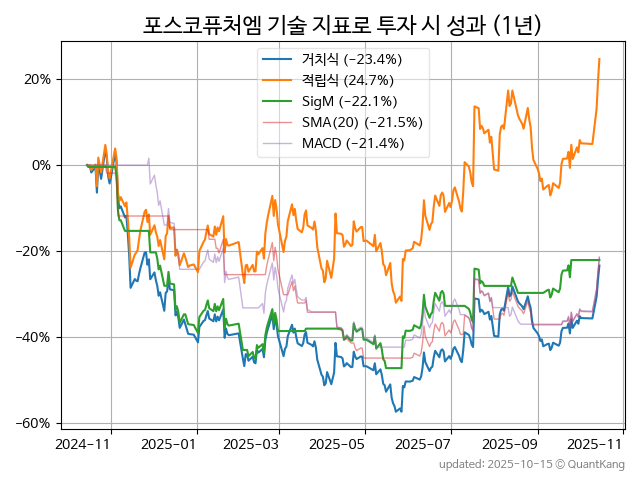 포스코퓨처엠 기술 지표로 투자 시 성과 (1년)
거치식 (-23.4%)
적립식 (24.7%)
SigM (-22.1%)
SMA(20) (-21.5%)
MACD (-21.4%)
20%
0%
-20%
-40%
-60%
2024-11 2025-01 2025-03 2025-05 2025-07 2025-09 2025-11
updated: 2025-10-15 © QuantKang